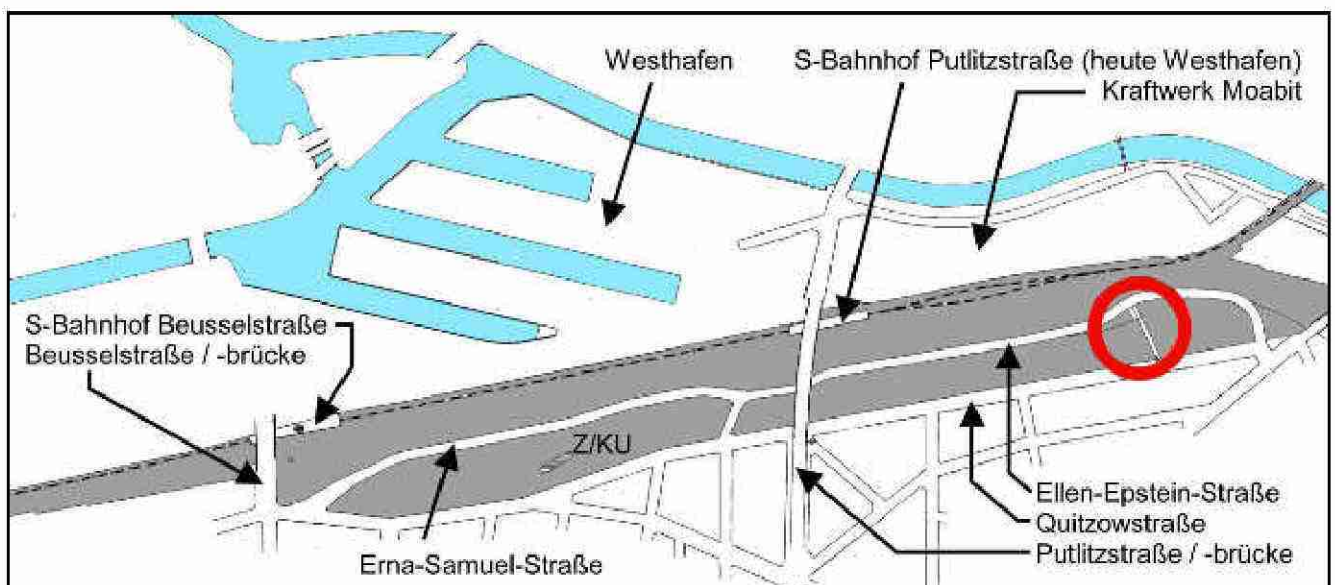 Westhafen
S-Bahnhof Putlitzstraße (heute Westhafen)
Kraftwerk Moabit
S-Bahnhof Beusselstraße
Beusselstraße / -brücke
Z/KU
Ellen-Epstein-Straße
Quitzowstraße
Putlitzstraße / -brücke
Erna-Samuel-Straße